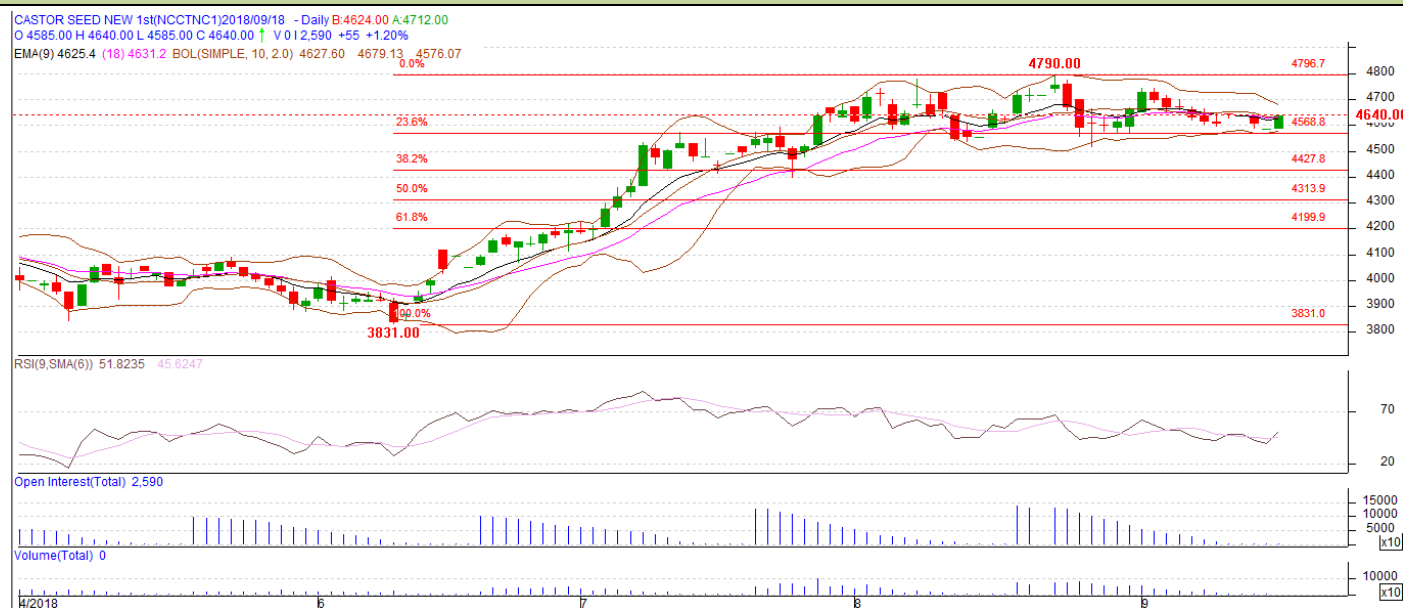 CASTOR SEED NEW 1st(NCCTNC1)2018/09/18 - Daily B:4624.00 A:4712.00
O 4585.00 H 4640.00 L 4585.00 C 4640.00 ↑ V 0 I 2,590 +55 +1.20%
EMA(9) 4625.4 (18) 4631.2 BOL(SIMPLE, 10, 2.0) 4627.60 4679.13 4576.07
0.0% 4790.00 4796.7
4800
4700
4640.00
23.6% 4568.8
4500
38.2% 4427.8
4400
50.0% 4313.9
4300
61.8% 4199.9
4200
4100
4000
3900
100.0% 3831.0
3831.00 3800
RSI(9,SMA(6)) 51.8235 45.6247
70
20
Open Interest(Total) 2,590
15000
10000
5000
x10
Volume(Total) 0
10000
x10
4/2018 6 7 8 9